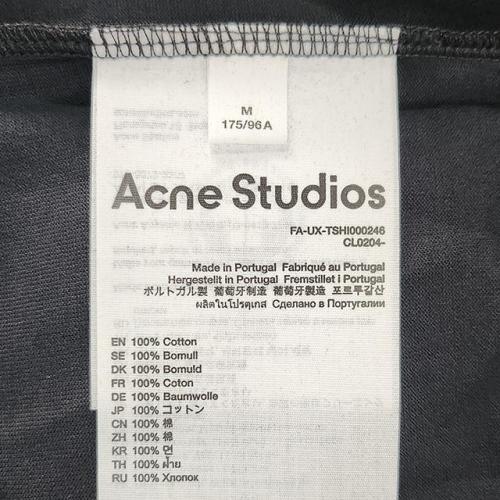 M
175/96 A
Acne Studios
FA-UX-TSHI000246
CL0204-
Made in Portugal Fabriqué au Portugal
Hergestellt in Portugal Fremstillet i Portugal
ポルトガル製 葡萄牙制造 葡萄牙製造 포르투갈산
ผลิตในโปรตุเกส Сделано в Португалии
EN 100% Cotton
SE 100% Bomull
DK 100% Bomuld
FR 100% Coton
DE 100% Baumwolle
JP 100% コットン
CN 100% 棉
ZH 100% 棉
KR 100% 면
TH 100% ฝ้าย
RU 100% Хлопок